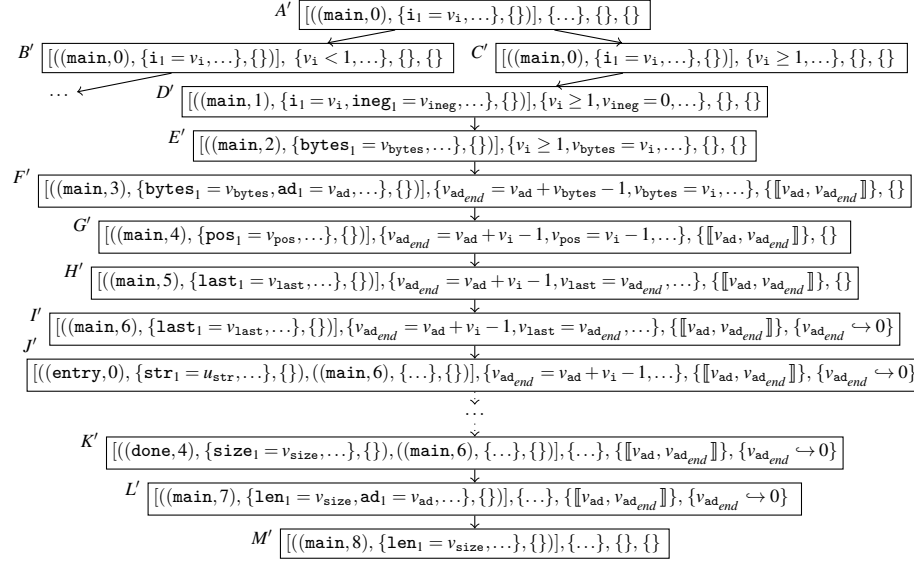 A′ [((main,0), {i₁ = vᵢ,…}, {})], {…}, {}, {}
B′ [((main,0), {i₁ = vᵢ,…}, {})], {vᵢ < 1,…}, {}, {}
C′ [((main,0), {i₁ = vᵢ,…}, {})], {vᵢ ≥ 1,…}, {}, {}
…
D′ [((main,1), {i₁ = vᵢ, ineg₁ = v_ineg,…}, {})], {vᵢ ≥ 1, v_ineg = 0,…}, {}, {}
E′ [((main,2), {bytes₁ = v_bytes,…}, {})], {vᵢ ≥ 1, v_bytes = vᵢ,…}, {}, {}
F′ [((main,3), {bytes₁ = v_bytes, ad₁ = v_ad,…}, {})], {v_ad_end = v_ad + v_bytes − 1, v_bytes = vᵢ,…}, {⟦v_ad, v_ad_end⟧}, {}
G′ [((main,4), {pos₁ = v_pos,…}, {})], {v_ad_end = v_ad + vᵢ − 1, v_pos = vᵢ − 1,…}, {⟦v_ad, v_ad_end⟧}, {}
H′ [((main,5), {last₁ = v_last,…}, {})], {v_ad_end = v_ad + vᵢ − 1, v_last = v_ad_end,…}, {⟦v_ad, v_ad_end⟧}, {}
I′ [((main,6), {last₁ = v_last,…}, {})], {v_ad_end = v_ad + vᵢ − 1, v_last = v_ad_end,…}, {⟦v_ad, v_ad_end⟧}, {v_ad_end ↪ 0}
J′ [((entry,0), {str₁ = u_str,…}, {}), ((main,6), {…}, {})], {v_ad_end = v_ad + vᵢ − 1,…}, {⟦v_ad, v_ad_end⟧}, {v_ad_end ↪ 0}
…
K′ [((done,4), {size₁ = v_size,…}, {}), ((main,6), {…}, {})], {…}, {⟦v_ad, v_ad_end⟧}, {v_ad_end ↪ 0}
L′ [((main,7), {len₁ = v_size, ad₁ = v_ad,…}, {})], {…}, {⟦v_ad, v_ad_end⟧}, {v_ad_end ↪ 0}
M′ [((main,8), {len₁ = v_size,…}, {})], {…}, {}, {}